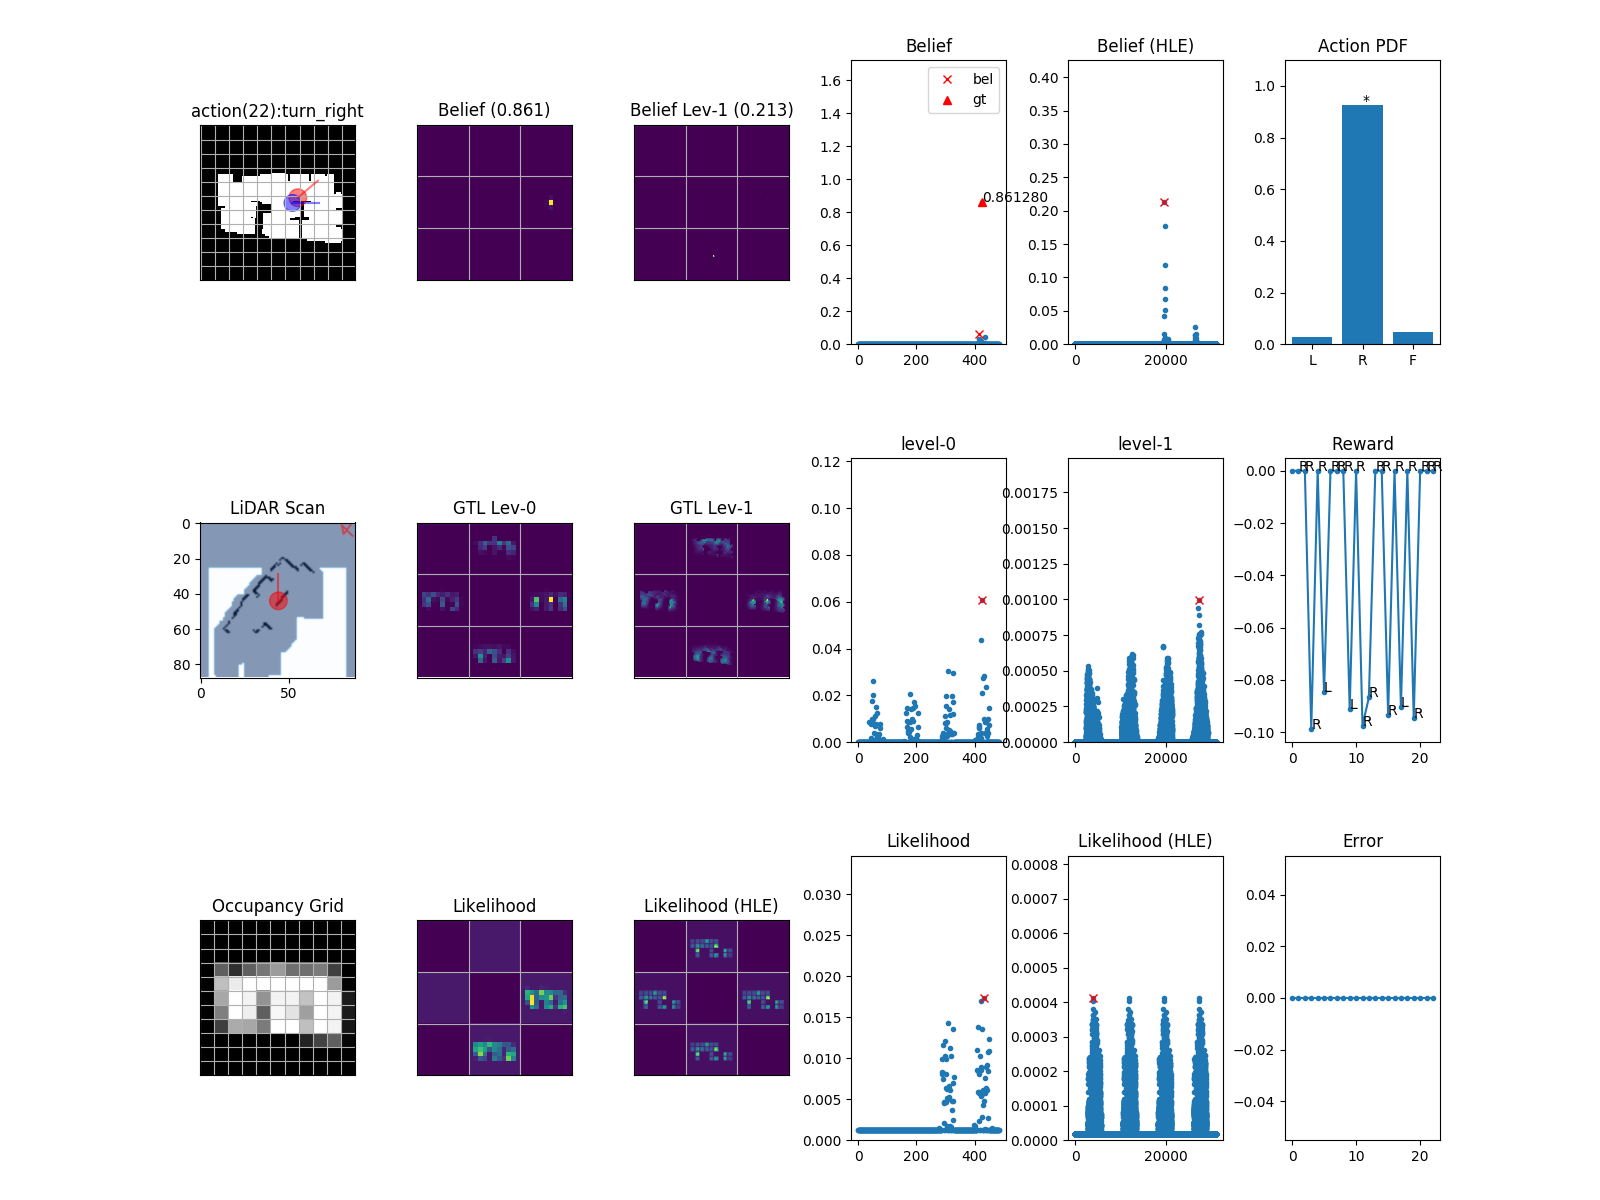 Belief
Belief (HLE)
Action PDF
action(22):turn_right
Belief (0.861)
Belief Lev-1 (0.213)
bel
gt
0.861280
1.6
1.4
1.2
1.0
0.8
0.6
0.4
0.2
0.0
0 200 400
0.40
0.35
0.30
0.25
0.20
0.15
0.10
0.05
0.00
0 20000
1.0
0.8
0.6
0.4
0.2
0.0
*
L R F
level-0
level-1
Reward
LiDAR Scan
GTL Lev-0
GTL Lev-1
0
20
40
60
80
0 50
0.12
0.10
0.08
0.06
0.04
0.02
0.00
0 200 400
0.00175
0.00150
0.00125
0.00100
0.00075
0.00050
0.00025
0.00000
0 20000
0.00
−0.02
−0.04
−0.06
−0.08
−0.10
0 10 20
R R R R R R
L R
L R R
L R
R R
Likelihood
Likelihood (HLE)
Error
Occupancy Grid
Likelihood
Likelihood (HLE)
0.030
0.025
0.020
0.015
0.010
0.005
0.000
0 200 400
0.0008
0.0007
0.0006
0.0005
0.0004
0.0003
0.0002
0.0001
0.0000
0 20000
0.04
0.02
0.00
−0.02
−0.04
0 10 20